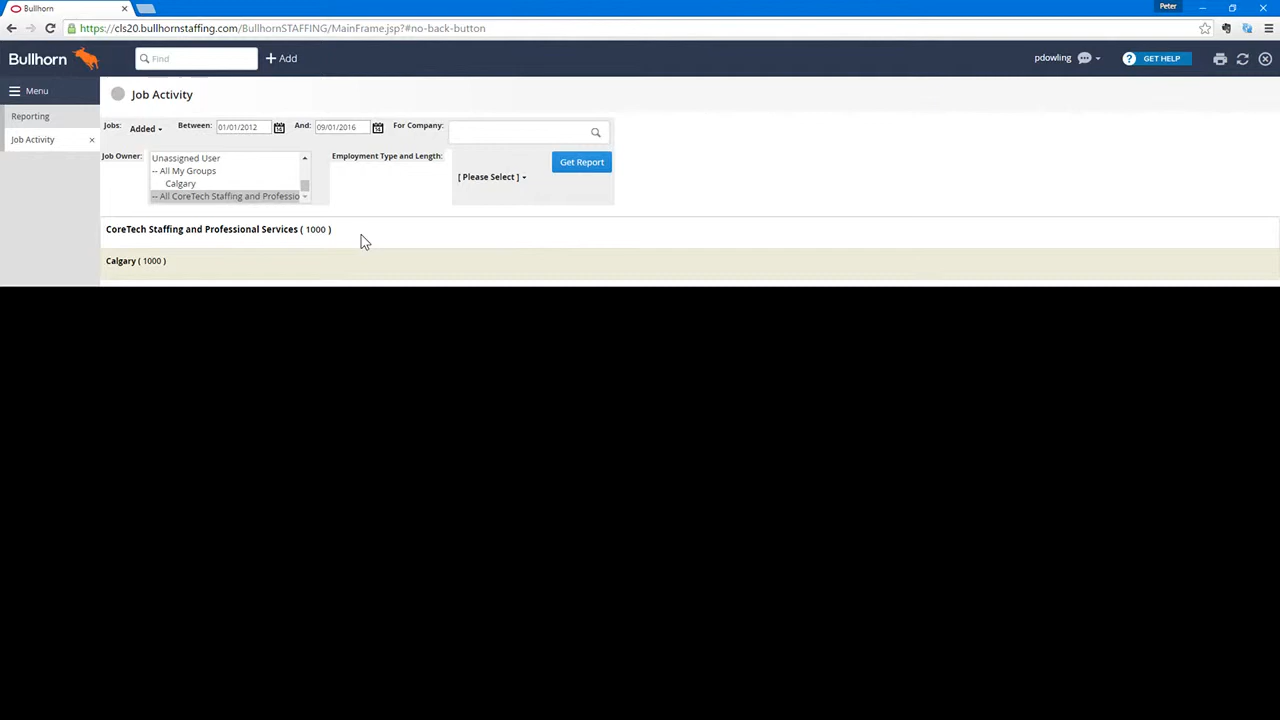 Bullhorn
Peter
https://cls20.bullhornstaffing.com/BullhornSTAFFING/MainFrame.jsp?#no-back-button
Bullhorn
Find
Add
pdowling
? GET HELP
Menu
Reporting
Job Activity
Job Activity
Jobs: Added Between: 01/01/2012 And: 09/01/2016 For Company:
Job Owner:
Unassigned User
-- All My Groups
Calgary
-- All CoreTech Staffing and Professio
Employment Type and Length:
[ Please Select ]
Get Report
CoreTech Staffing and Professional Services ( 1000 )
Calgary ( 1000 )